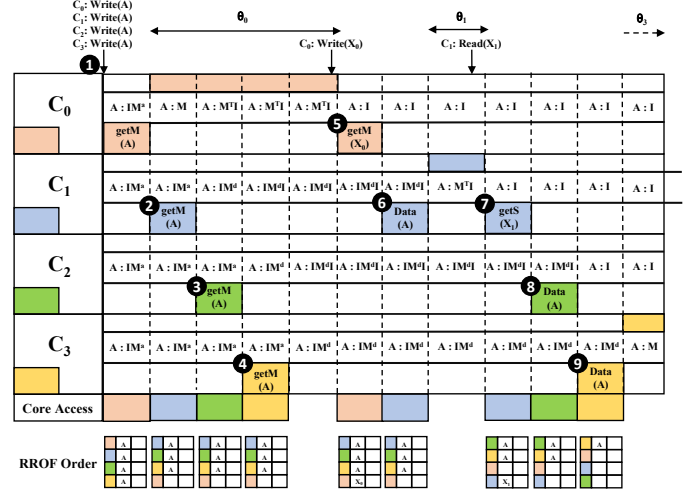 C₀: Write(A)
C₁: Write(A)
C₂: Write(A)
C₃: Write(A)
θ₀
θ₁
θ₃
C₀: Write(X₀)
C₁: Read(X₁)
1
C₀
A : IMᵃ A : M A : MᵀI A : MᵀI A : MᵀI A : I A : I A : I A : I A : I A : I A : I
getM
(A)
5
getM
(X₀)
C₁
A : IMᵃ A : IMᵃ A : IMᵈ A : IMᵈI A : IMᵈI A : IMᵈI A : IMᵈI A : MᵀI A : I A : I A : I A : I
2
getM
(A)
6
Data
(A)
7
getS
(X₁)
C₂
A : IMᵃ A : IMᵃ A : IMᵃ A : IMᵈ A : IMᵈI A : IMᵈI A : IMᵈI A : IMᵈI A : IMᵈI A : IMᵈI A : I A : I
3
getM
(A)
8
Data
(A)
C₃
A : IMᵃ A : IMᵃ A : IMᵃ A : IMᵃ A : IMᵈ A : IMᵈ A : IMᵈ A : IMᵈ A : IMᵈ A : IMᵈ A : IMᵈ A : M
4
getM
(A)
9
Data
(A)
Core Access
RROF Order
A A A A A A A A A
A A A A A A A A
A A A A A A A
A A A A X₀ A X₁